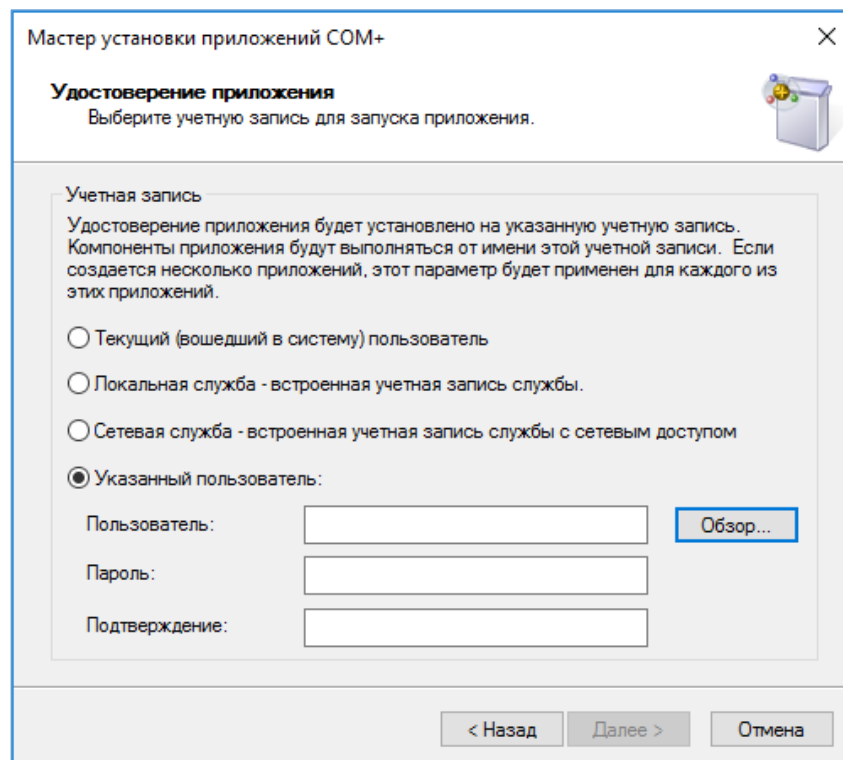 Мастер установки приложений COM+
Удостоверение приложения
Выберите учетную запись для запуска приложения.
Учетная запись
Удостоверение приложения будет установлено на указанную учетную запись.
Компоненты приложения будут выполняться от имени этой учетной записи. Если
создается несколько приложений, этот параметр будет применен для каждого из
этих приложений.
Текущий (вошедший в систему) пользователь
Локальная служба - встроенная учетная запись службы.
Сетевая служба - встроенная учетная запись службы с сетевым доступом
Указанный пользователь:
Пользователь:
Обзор...
Пароль:
Подтверждение:
< Назад Далее > Отмена